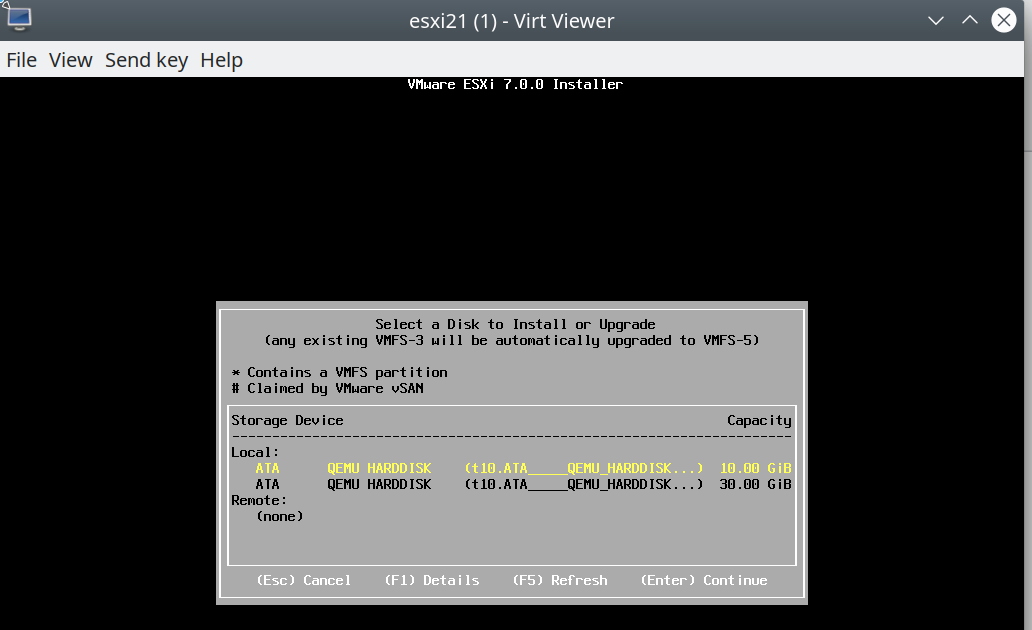 esxi21 (1) - Virt Viewer
File View Send key Help
VMware ESXi 7.0.0 Installer
Select a Disk to Install or Upgrade
(any existing VMFS-3 will be automatically upgraded to VMFS-5)
* Contains a VMFS partition
# Claimed by VMware vSAN
Storage Device Capacity
--------------------------------------------------------------------
Local:
ATA QEMU HARDDISK (t10.ATA_____QEMU_HARDDISK...) 10.00 GiB
ATA QEMU HARDDISK (t10.ATA_____QEMU_HARDDISK...) 30.00 GiB
Remote:
(none)
(Esc) Cancel (F1) Details (F5) Refresh (Enter) Continue